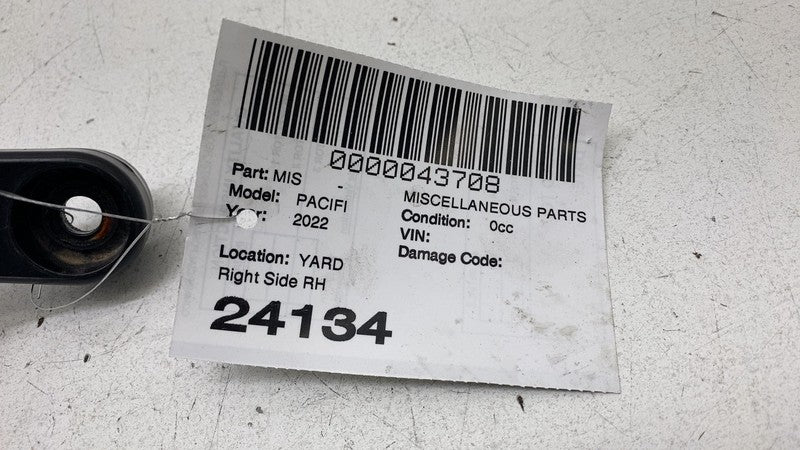 0000043708
Part: MIS -
MISCELLANEOUS PARTS
Model: PACIFI
Condition: 0cc
Year: 2022
VIN:
Location: YARD
Damage Code:
Right Side RH
24134